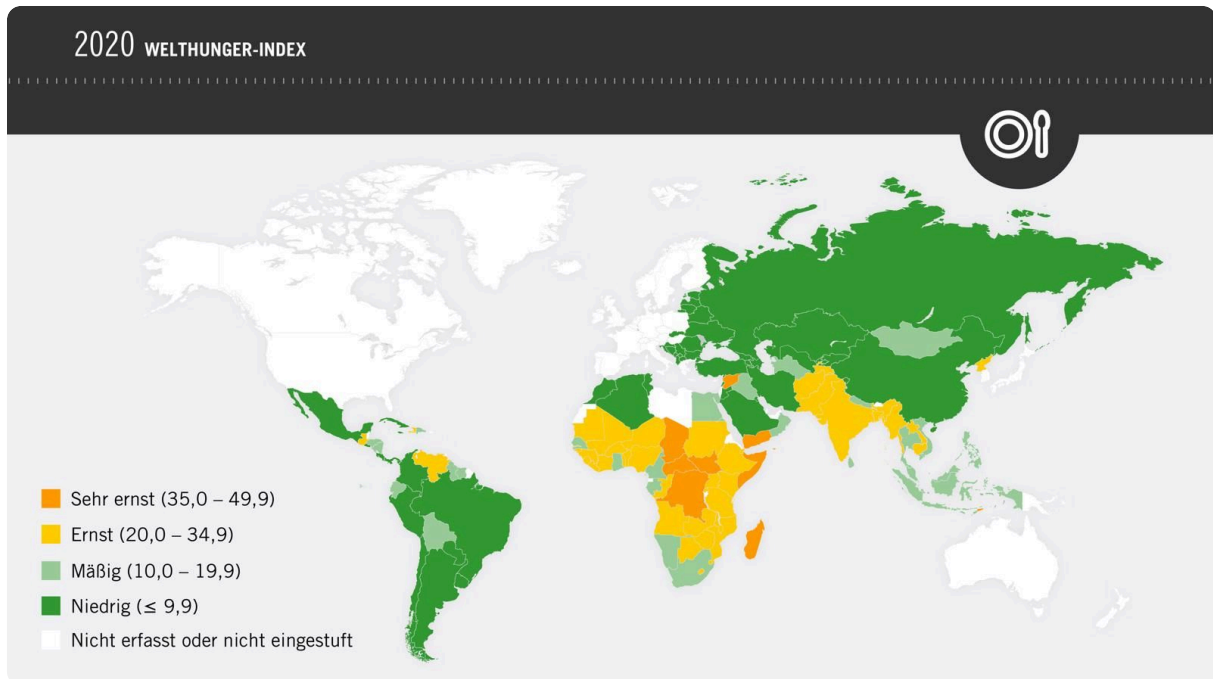 2020 WELTHUNGER-INDEX
Sehr ernst (35,0 – 49,9)
Ernst (20,0 – 34,9)
Mäßig (10,0 – 19,9)
Niedrig (≤ 9,9)
Nicht erfasst oder nicht eingestuft